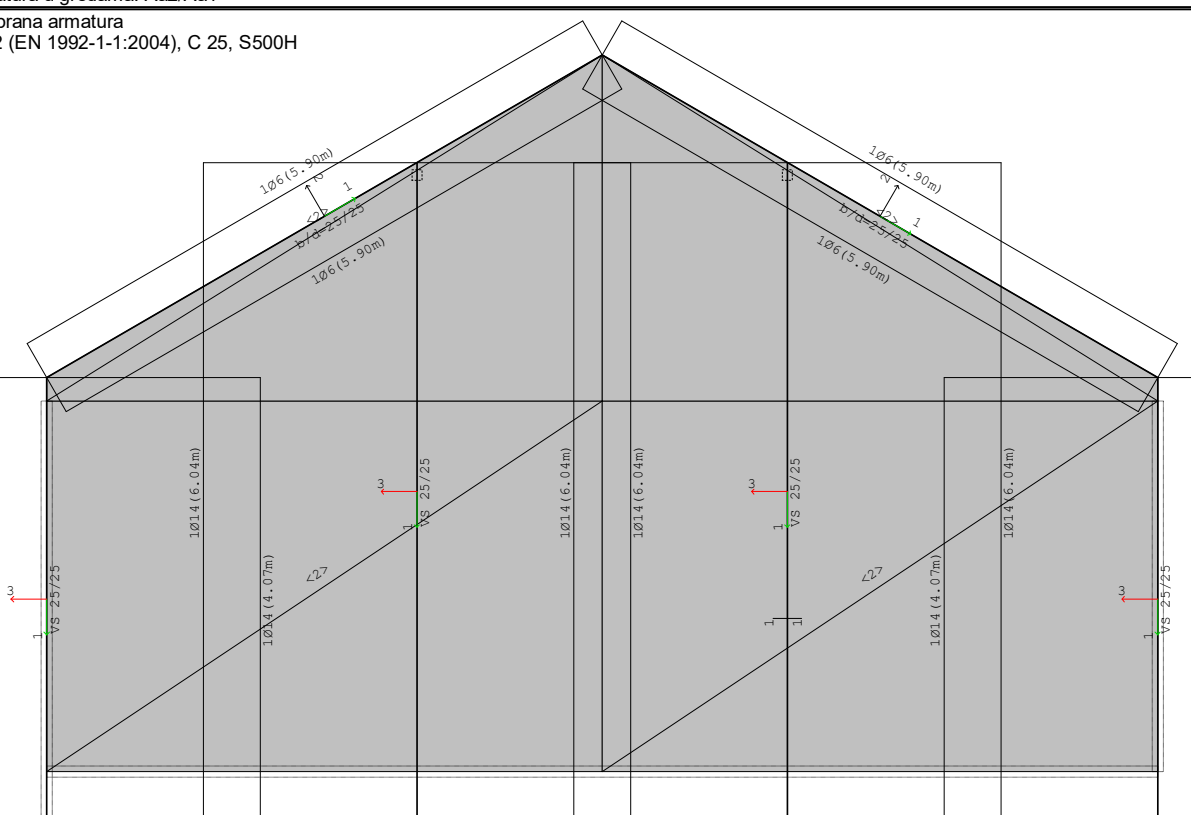 brana armatura
2 (EN 1992-1-1:2004), C 25, S500H
1Ø6(5.90m)
1Ø6(5.90m)
2
1
<2>
b/d=25/25
2
<2>
1
b/d=25/25
1Ø6(5.90m)
1Ø6(5.90m)
1Ø14(6.04m)
3
1
VS 25/25
1Ø14(6.04m)
1Ø14(6.04m)
3
1
VS 25/25
1Ø14(6.04m)
3
1
VS 25/25
1Ø14(4.07m)
<2>
<2>
1Ø14(4.07m)
3
1
VS 25/25
1
1